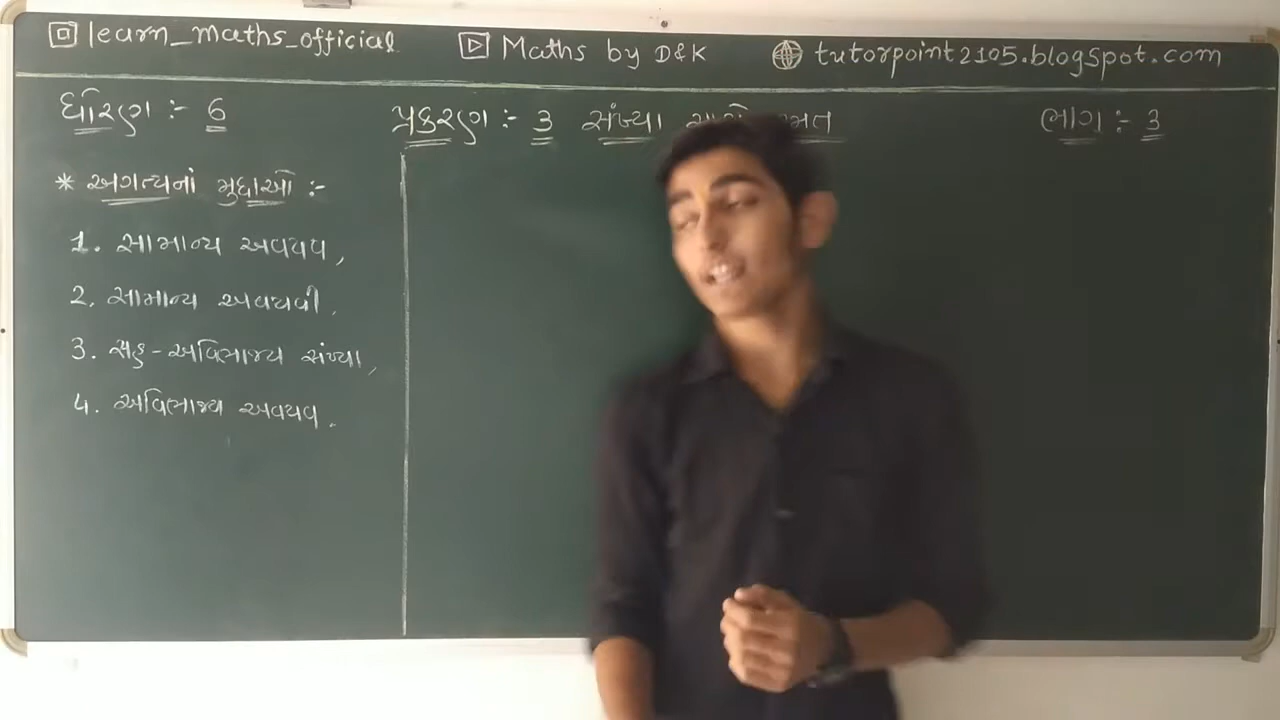 learn_maths_official Maths by D&K tutorpoint2105.blogspot.com
ધોરણ :- 6 પ્રકરણ :- 3 સંખ્યા ભાગ :- 3
* અગત્યનાં મુદ્દાઓ :-
1. સામાન્ય અવયવ,
2. સામાન્ય અવયવી.
3. સહ-અવિભાજ્ય સંખ્યા,
4. અવિભાજ્ય અવયવ.